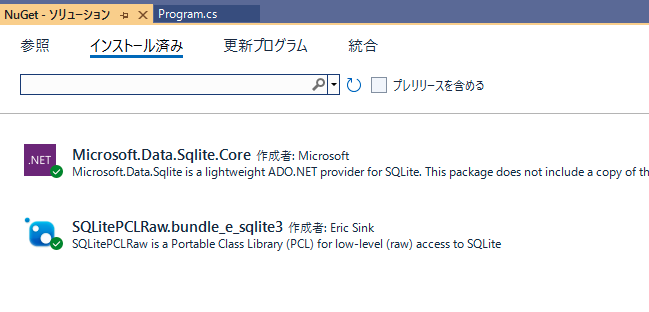 NuGet - ソリューション
Program.cs
参照 インストール済み 更新プログラム 統合
プレリリースを含める
.NET
Microsoft.Data.Sqlite.Core 作成者: Microsoft
Microsoft.Data.Sqlite is a lightweight ADO.NET provider for SQLite. This package does not include a copy of th
SQLitePCLRaw.bundle_e_sqlite3 作成者: Eric Sink
SQLitePCLRaw is a Portable Class Library (PCL) for low-level (raw) access to SQLite